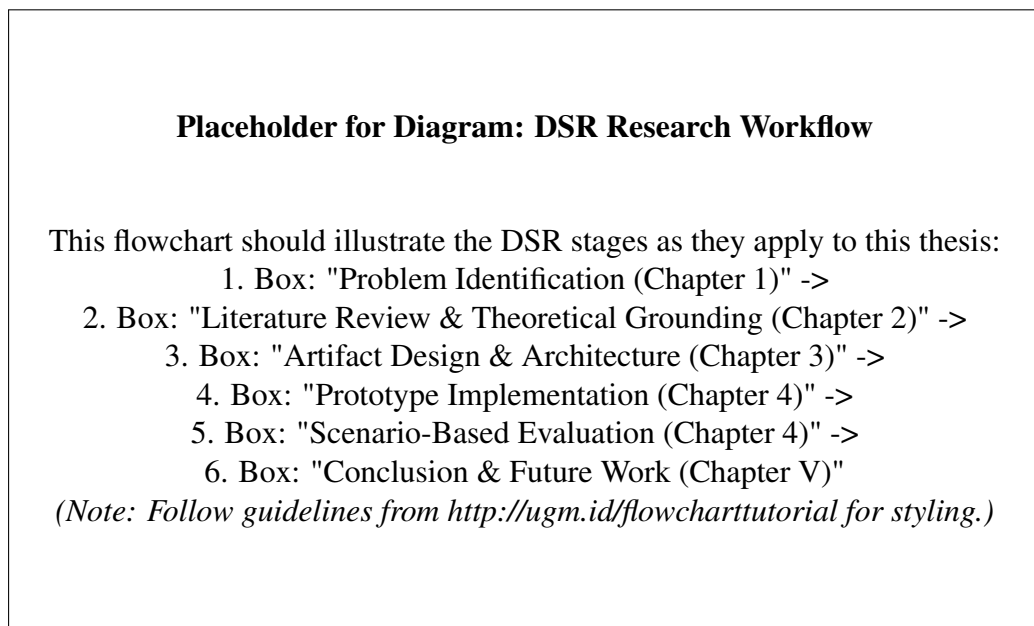 Placeholder for Diagram: DSR Research Workflow
This flowchart should illustrate the DSR stages as they apply to this thesis:
1. Box: "Problem Identification (Chapter 1)" ->
2. Box: "Literature Review & Theoretical Grounding (Chapter 2)" ->
3. Box: "Artifact Design & Architecture (Chapter 3)" ->
4. Box: "Prototype Implementation (Chapter 4)" ->
5. Box: "Scenario-Based Evaluation (Chapter 4)" ->
6. Box: "Conclusion & Future Work (Chapter V)"
(Note: Follow guidelines from http://ugm.id/flowcharttutorial for styling.)